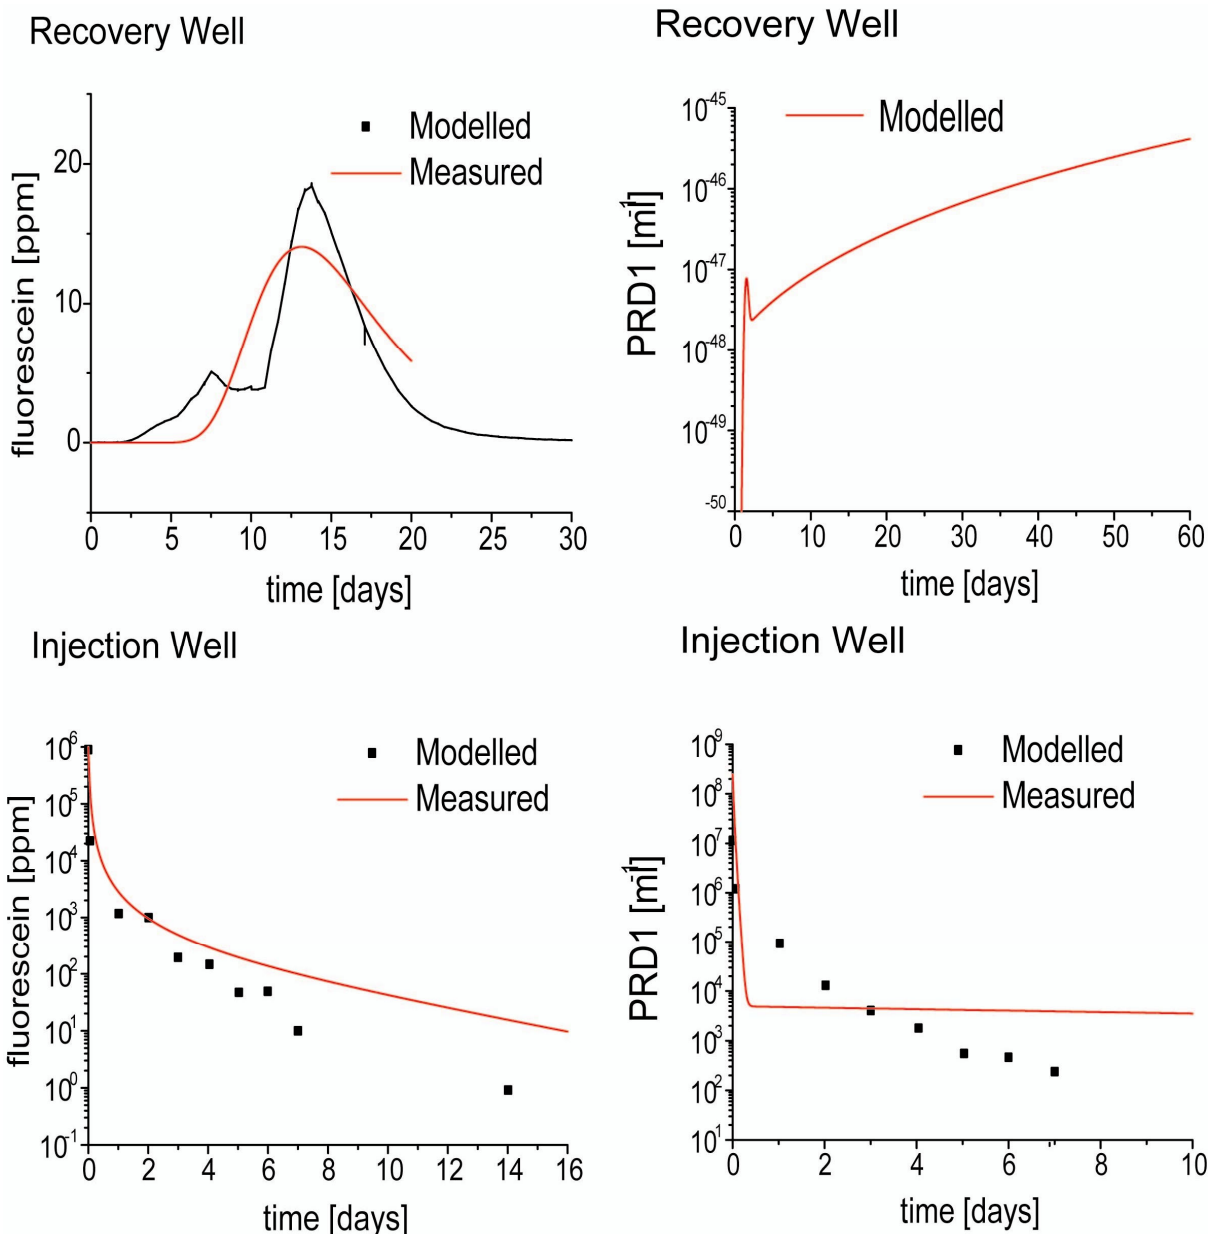 Recovery Well
Modelled
Measured
fluorescein [ppm]
20
10
0
0 5 10 15 20 25 30
time [days]
Recovery Well
Modelled
PRD1 [ml-1]
10-45
10-46
10-47
10-48
10-49
-50
0 10 20 30 40 50 60
time [days]
Injection Well
Modelled
Measured
fluorescein [ppm]
10^6
10^5
10^4
10^3
10^2
10^1
10^0
10^-1
0 2 4 6 8 10 12 14 16
time [days]
Injection Well
Modelled
Measured
PRD1 [ml-1]
10^9
10^8
10^7
10^6
10^5
10^4
10^3
10^2
10^1
0 2 4 6 8 10
time [days]